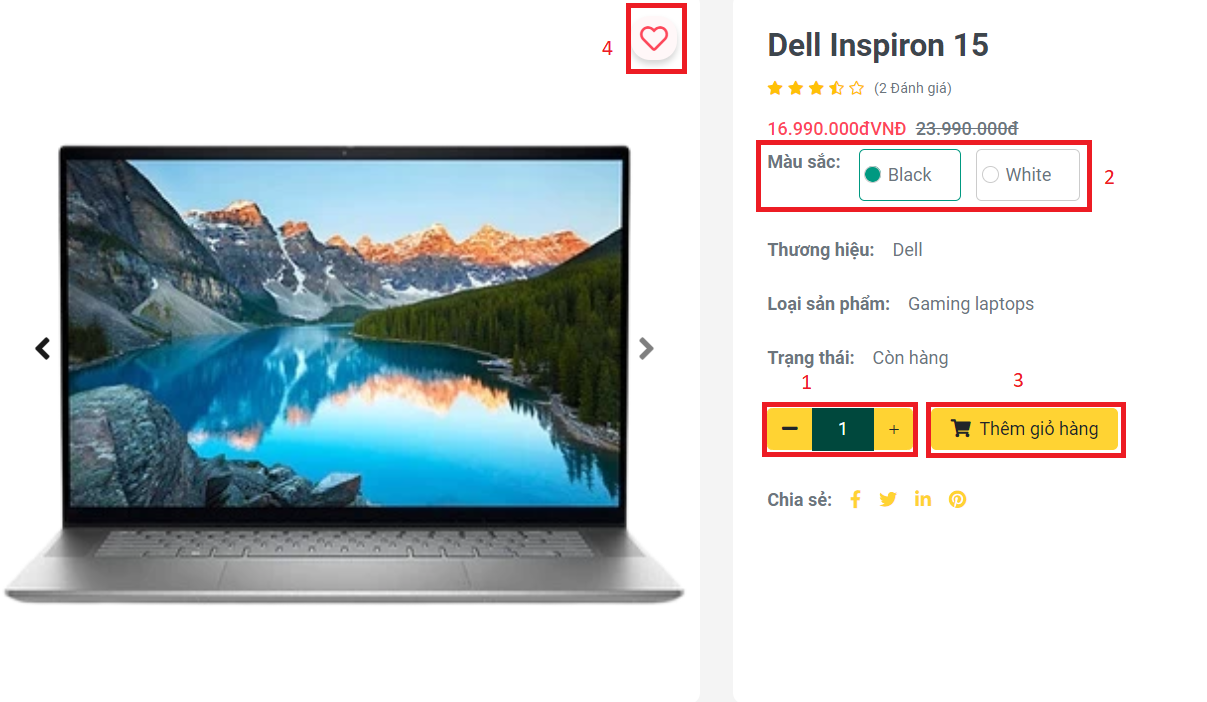 4
Dell Inspiron 15
(2 Đánh giá)
16.990.000đVNĐ 23.990.000đ
Màu sắc: Black White
2
Thương hiệu: Dell
Loại sản phẩm: Gaming laptops
Trạng thái: Còn hàng
1 3
1 + Thêm giỏ hàng
Chia sẻ: